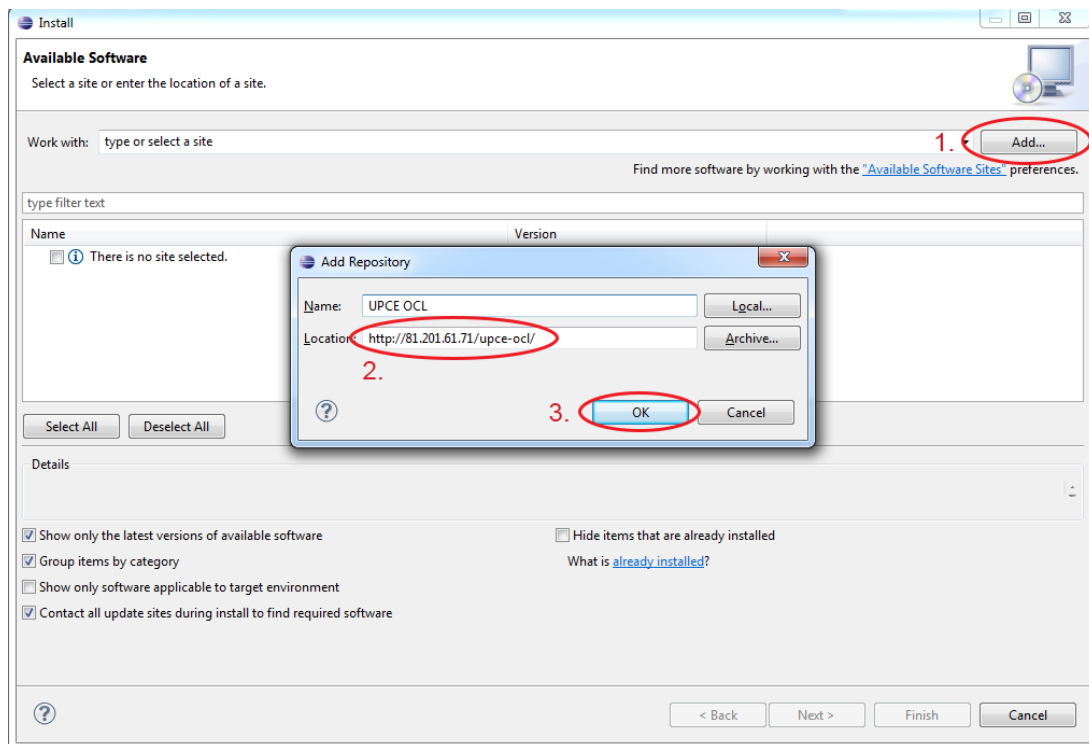 Install
Available Software
Select a site or enter the location of a site.
Work with: type or select a site 1. Add...
Find more software by working with the "Available Software Sites" preferences.
type filter text
Name Version
There is no site selected.
Add Repository
Name: UPCE OCL Local...
Location: http://81.201.61.71/upce-ocl/ Archive...
2.
3. OK Cancel
Select All Deselect All
Details
Show only the latest versions of available software Hide items that are already installed
Group items by category What is already installed?
Show only software applicable to target environment
Contact all update sites during install to find required software
? < Back Next > Finish Cancel